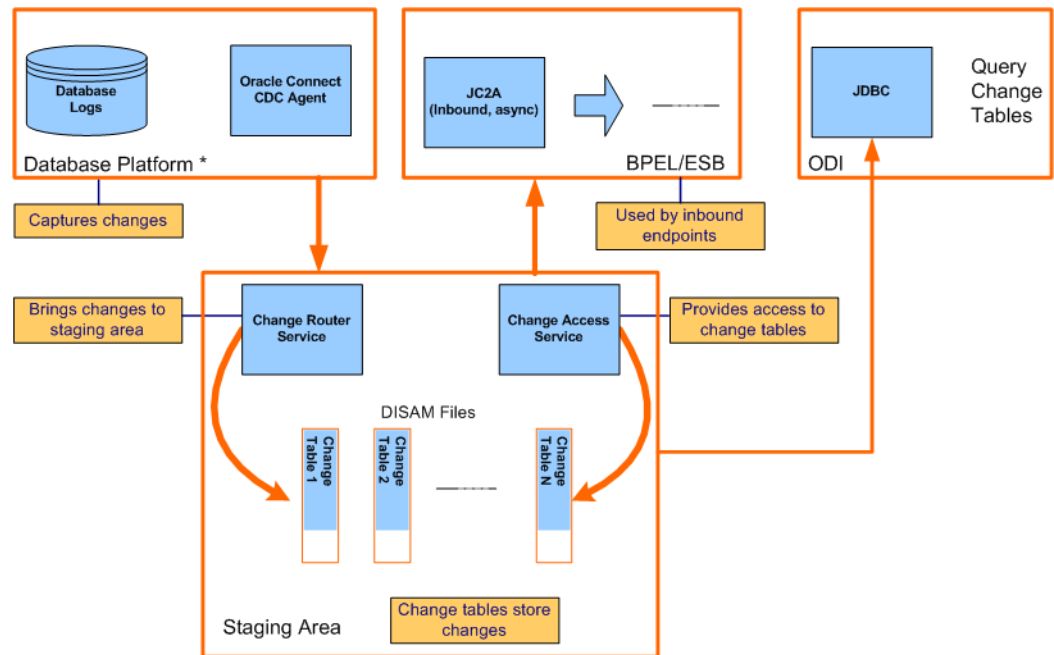 Database
Logs
Oracle Connect
CDC Agent
Database Platform *
JC2A
(Inbound, async)
BPEL/ESB
JDBC
Query
Change
Tables
ODI
Captures changes
Used by inbound
endpoints
Brings changes to
staging area
Change Router
Service
Change Access
Service
Provides access to
change tables
DISAM Files
Change
Table 1
Change
Table 2
Change
Table N
Change tables store
changes
Staging Area